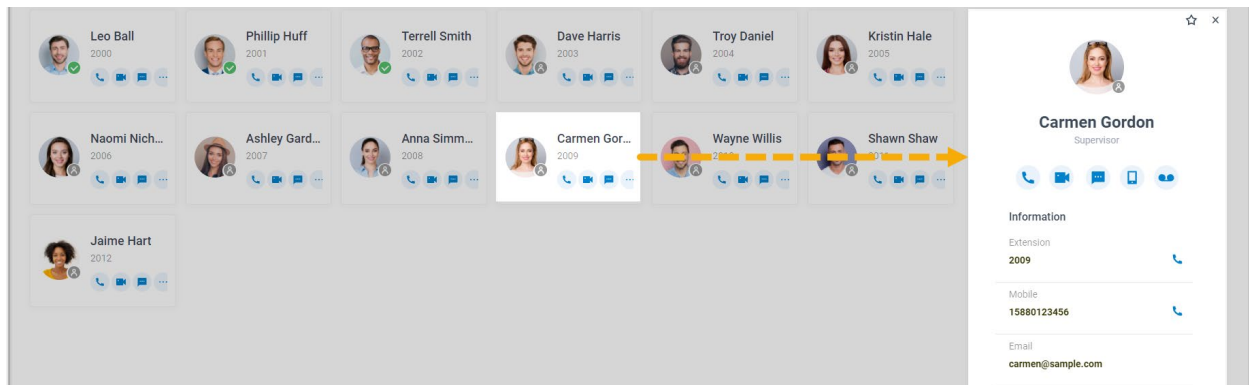 Leo Ball
2000
Phillip Huff
2001
Terrell Smith
2002
Dave Harris
2003
Troy Daniel
2004
Kristin Hale
2005
Naomi Nich...
2006
Ashley Gard...
2007
Anna Simm...
2008
Carmen Gor...
2009
Wayne Willis
Shawn Shaw
Jaime Hart
2012
Carmen Gordon
Supervisor
Information
Extension
2009
Mobile
15880123456
Email
carmen@sample.com